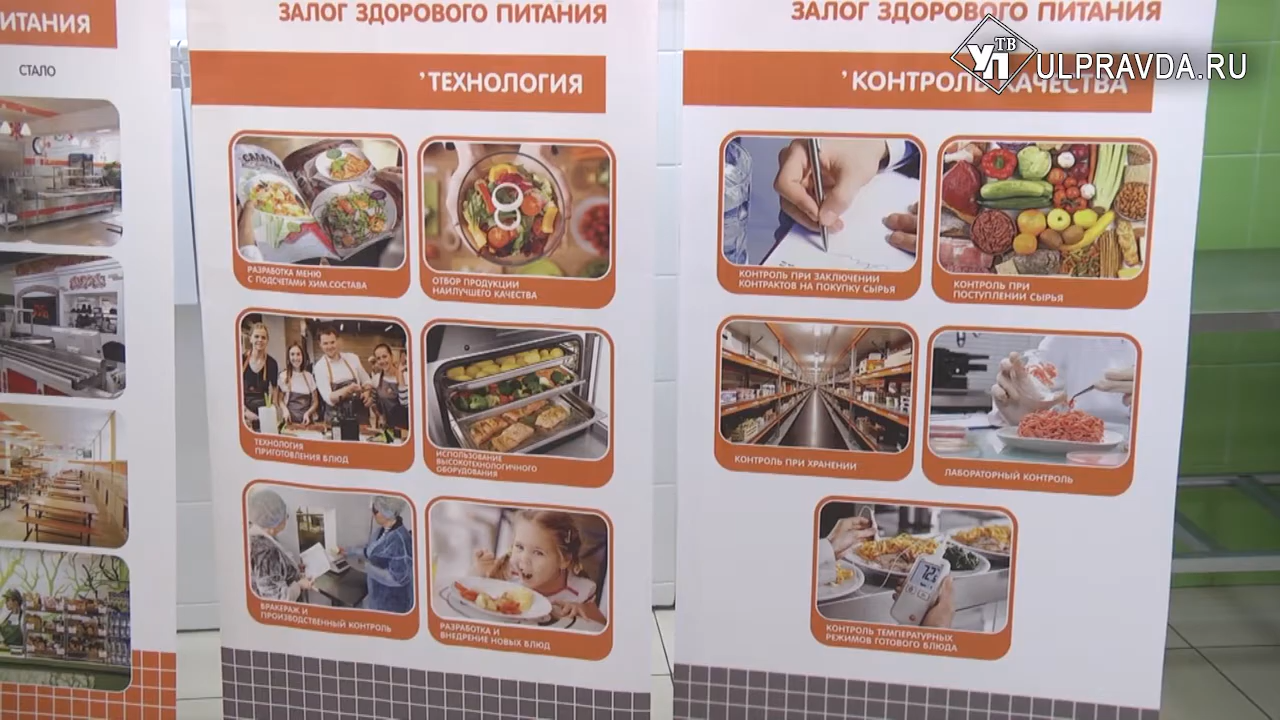 ПИТАНИЯ
СТАЛО
ЗАЛОГ ЗДОРОВОГО ПИТАНИЯ
ТЕХНОЛОГИЯ
САЛАТЫ
РАЗРАБОТКА МЕНЮ
С ПОДСЧЕТАМИ ХИМ.СОСТАВА
ОТБОР ПРОДУКЦИИ
НАИЛУЧШЕГО КАЧЕСТВА
ТЕХНОЛОГИЯ
ПРИГОТОВЛЕНИЯ БЛЮД
ИСПОЛЬЗОВАНИЕ
ВЫСОКОТЕХНОЛОГИЧНОГО
ОБОРУДОВАНИЯ
БРАКЕРАЖ И
ПРОИЗВОДСТВЕННЫЙ КОНТРОЛЬ
РАЗРАБОТКА И
ВНЕДРЕНИЕ НОВЫХ БЛЮД
ЗАЛОГ ЗДОРОВОГО ПИТАНИЯ
КОНТРОЛЬ КАЧЕСТВА
КОНТРОЛЬ ПРИ ЗАКЛЮЧЕНИИ
КОНТРАКТОВ НА ПОКУПКУ СЫРЬЯ
КОНТРОЛЬ ПРИ
ПОСТУПЛЕНИИ СЫРЬЯ
КОНТРОЛЬ ПРИ ХРАНЕНИИ
ЛАБОРАТОРНЫЙ КОНТРОЛЬ
КОНТРОЛЬ ТЕМПЕРАТУРНЫХ
РЕЖИМОВ ГОТОВОГО БЛЮДА
УП ТВ
ULPRAVDA.RU